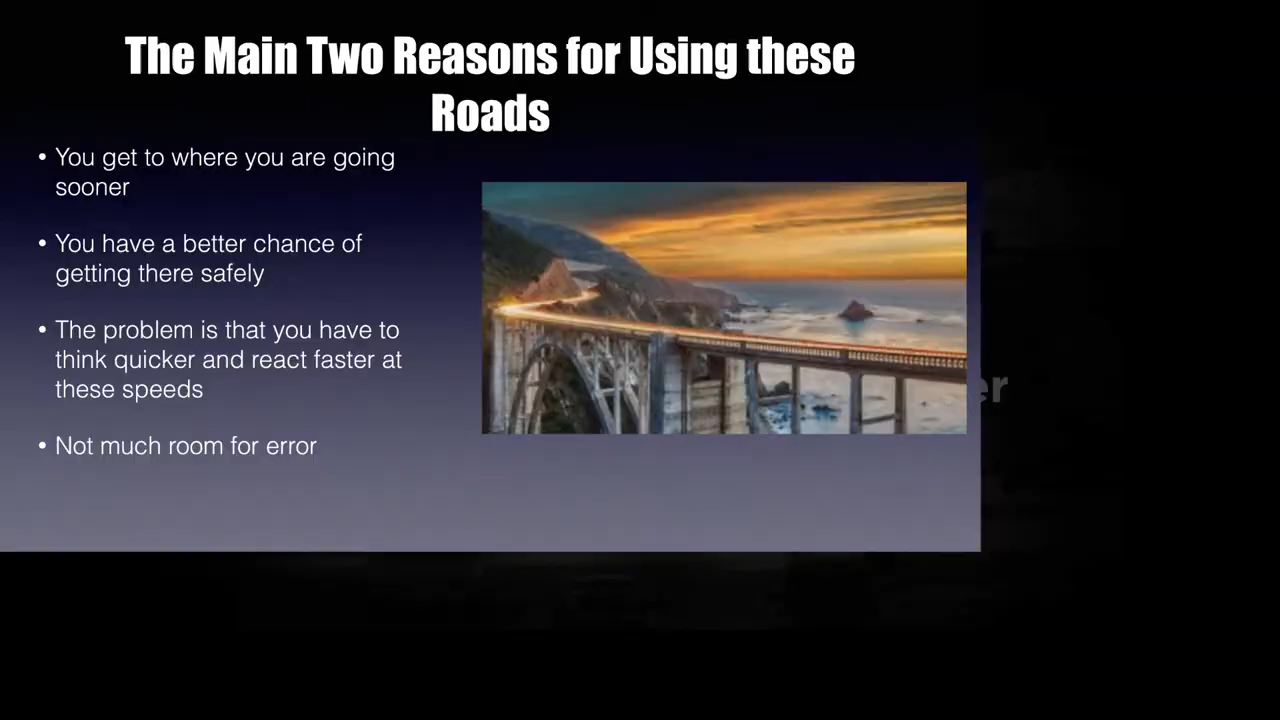 The Main Two Reasons for Using these
Roads
• You get to where you are going
sooner
• You have a better chance of
getting there safely
• The problem is that you have to
think quicker and react faster at
these speeds
• Not much room for error